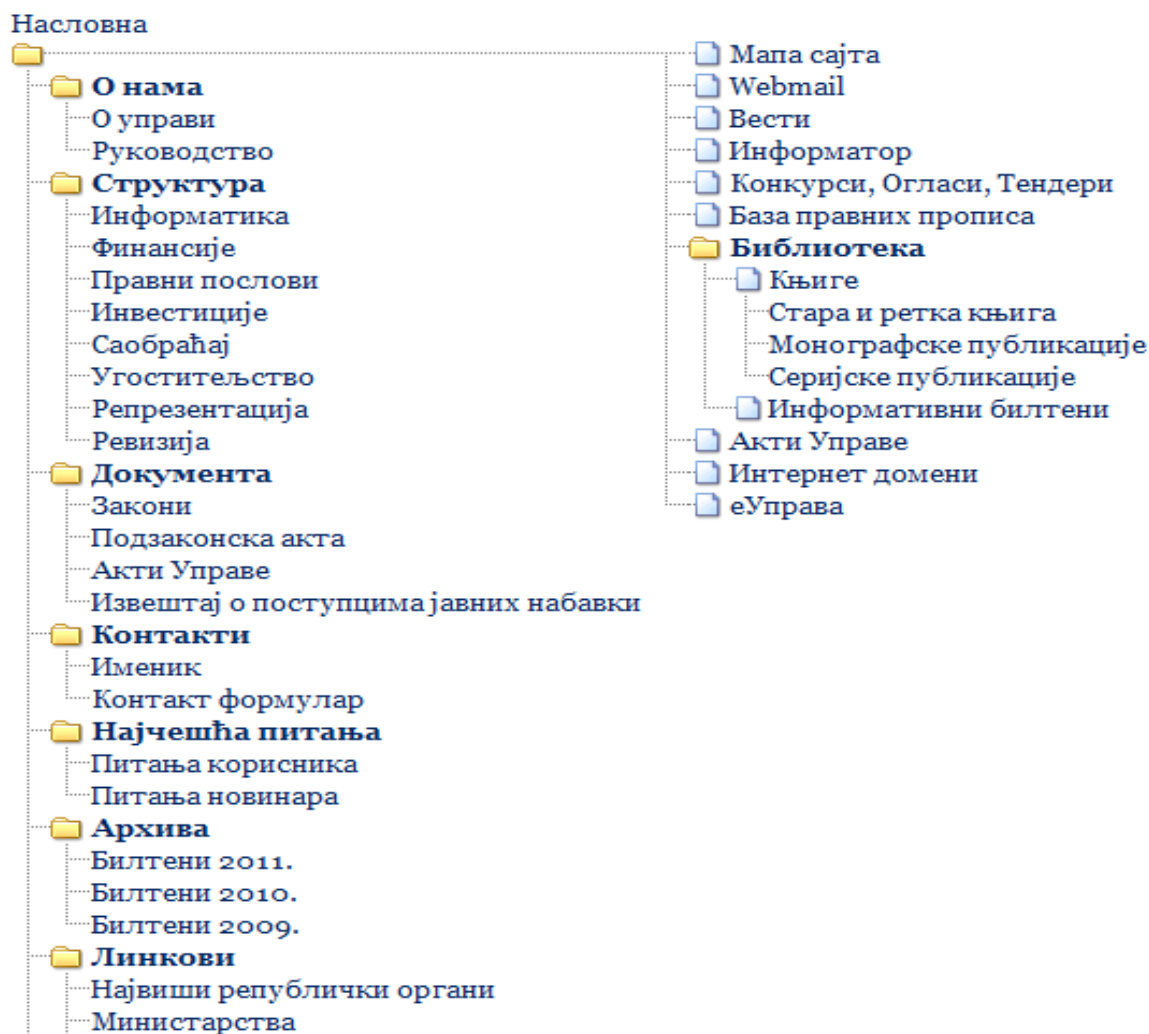 Насловна
О нама
О управи
Руководство
Структура
Информатика
Финансије
Правни послови
Инвестиције
Саобраћај
Угоститељство
Репрезентација
Ревизија
Документа
Закони
Подзаконска акта
Акти Управе
Извештај о поступцима јавних набавки
Контакти
Именик
Контакт формулар
Најчешћа питања
Питања корисника
Питања новинара
Архива
Билтени 2011.
Билтени 2010.
Билтени 2009.
Линкови
Највиши републички органи
Министарства
Мапа сајта
Webmail
Вести
Информатор
Конкурси, Огласи, Тендери
База правних прописа
Библиотека
Књиге
Стара и ретка књига
Монографске публикације
Серијске публикације
Информативни билтени
Акти Управе
Интернет домени
еУправа